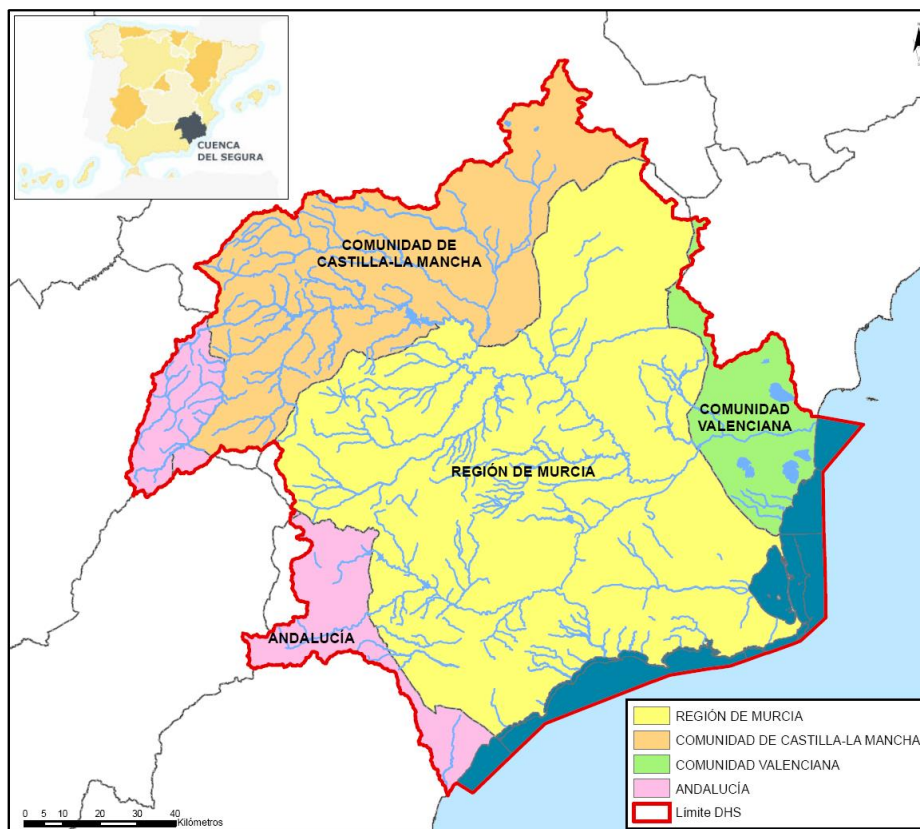 CUENCA
DEL SEGURA
COMUNIDAD DE
CASTILLA-LA MANCHA
COMUNIDAD
VALENCIANA
REGIÓN DE MURCIA
ANDALUCÍA
REGIÓN DE MURCIA
COMUNIDAD DE CASTILLA-LA MANCHA
COMUNIDAD VALENCIANA
ANDALUCÍA
Límite DHS
0 5 10 20 30 40
Kilómetros